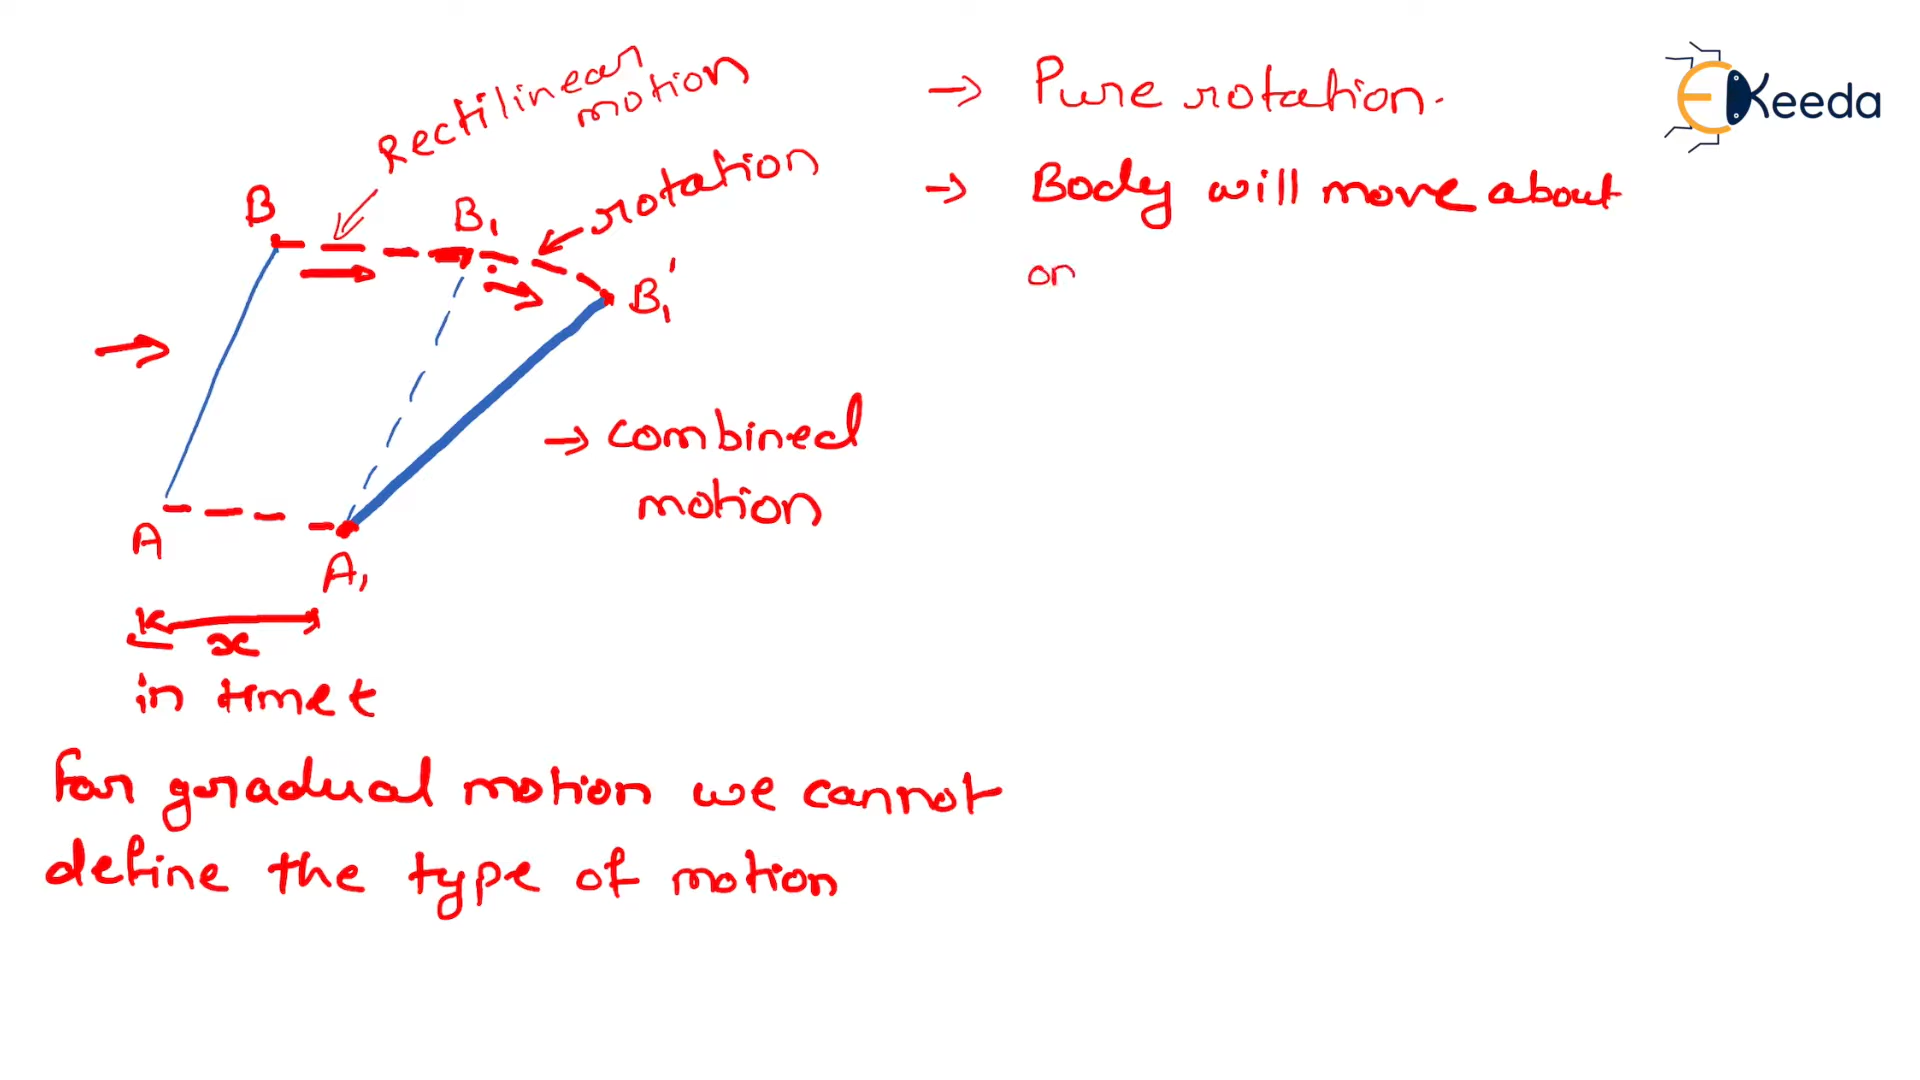 Rectilinear
motion
rotation
B
B₁
B₁'
→ combined
motion
A
A₁
x
in time t
For gradual motion we cannot
define the type of motion
→ Pure rotation.
→ Body will move about
on
EKeeda